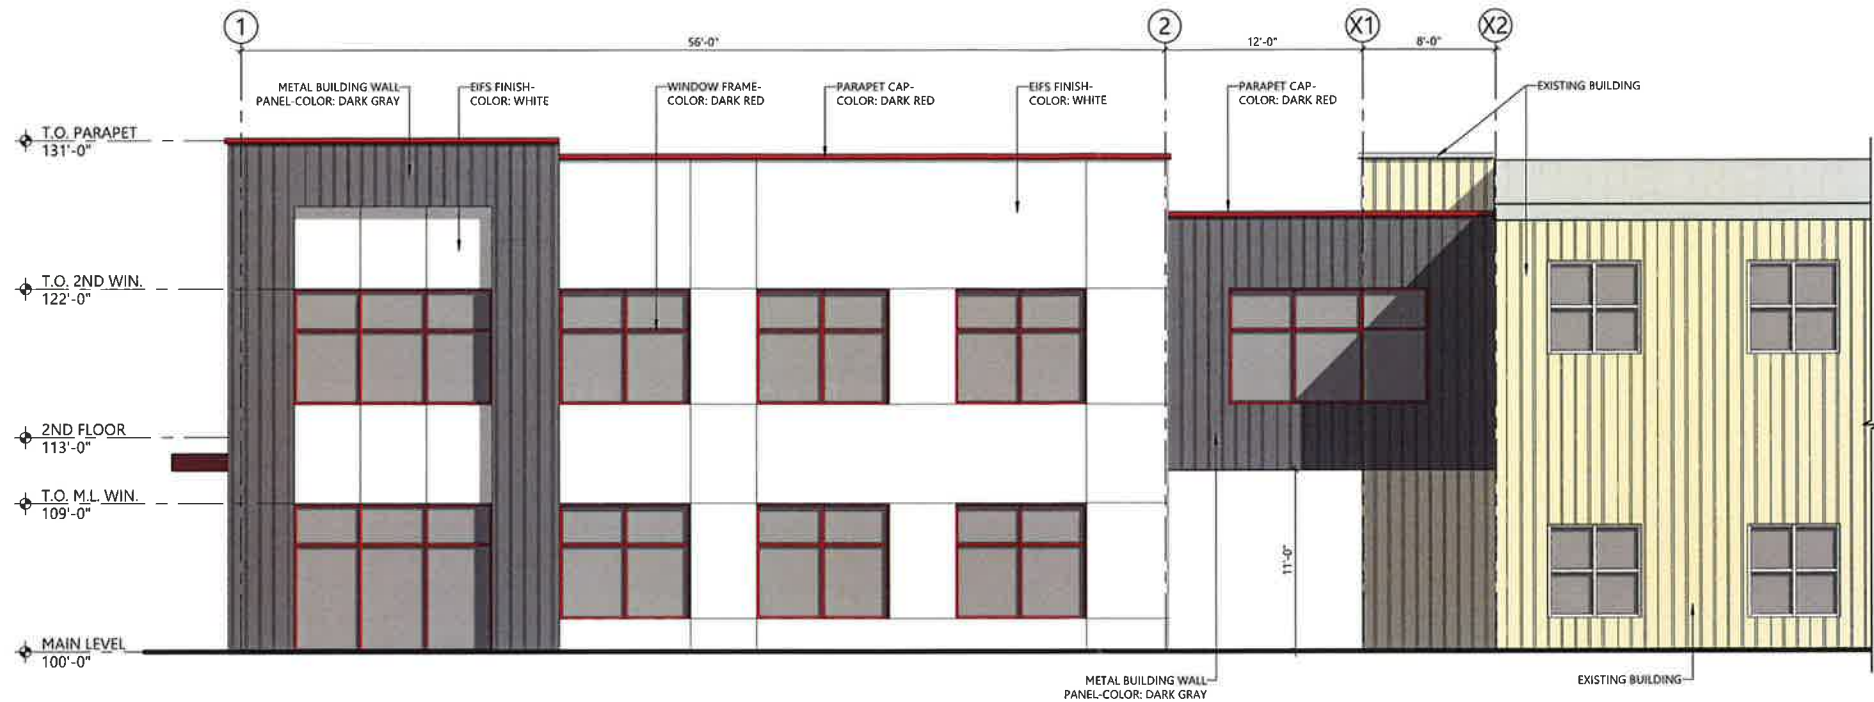 1
2
X1
X2
56'-0"
12'-0"
8'-0"
METAL BUILDING WALL
PANEL-COLOR: DARK GRAY
EIFS FINISH-
COLOR: WHITE
WINDOW FRAME-
COLOR: DARK RED
PARAPET CAP-
COLOR: DARK RED
EIFS FINISH-
COLOR: WHITE
PARAPET CAP-
COLOR: DARK RED
EXISTING BUILDING
T.O. PARAPET
131'-0"
T.O. 2ND WIN.
122'-0"
2ND FLOOR
113'-0"
T.O. M.L. WIN.
109'-0"
11'-0"
MAIN LEVEL
100'-0"
METAL BUILDING WALL
PANEL-COLOR: DARK GRAY
EXISTING BUILDING